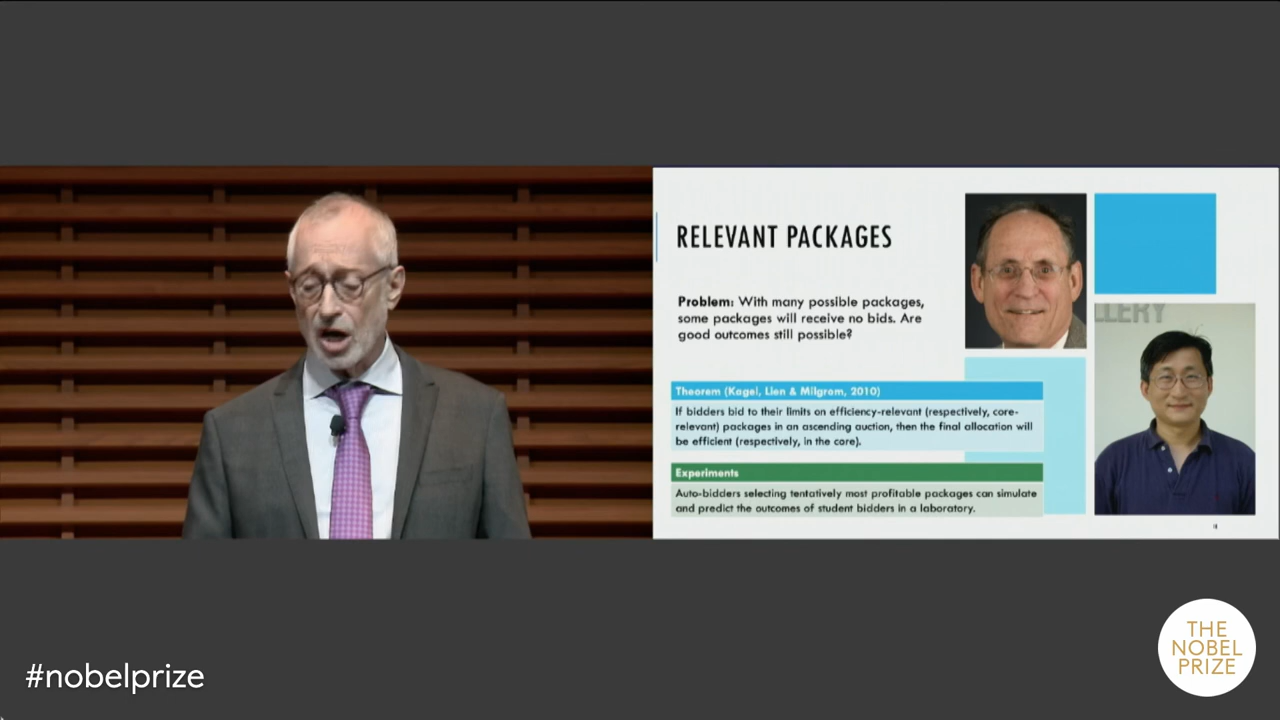 RELEVANT PACKAGES
Problem: With many possible packages,
some packages will receive no bids. Are
good outcomes still possible?
Theorem (Kagel, Lien & Milgrom, 2010)
If bidders bid to their limits on efficiency-relevant (respectively, core-
relevant) packages in an ascending auction, then the final allocation will
be efficient (respectively, in the core).
Experiments
Auto-bidders selecting tentatively most profitable packages can simulate
and predict the outcomes of student bidders in a laboratory.
#nobelprize
THE
NOBEL
PRIZE